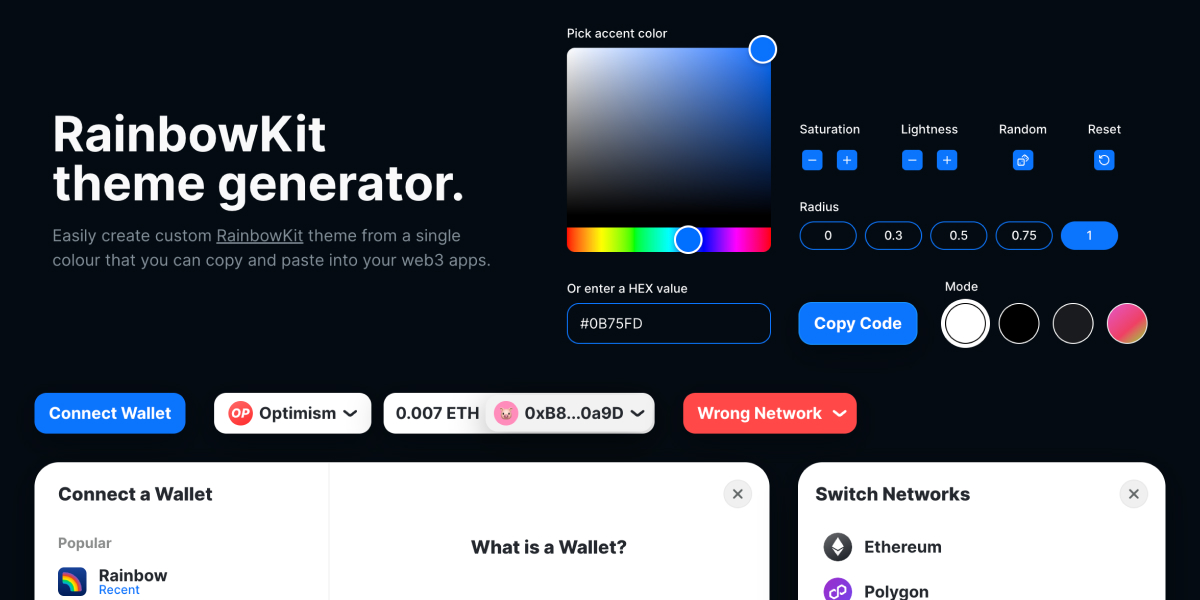 RainbowKit
theme generator.
Easily create custom RainbowKit theme from a single
colour that you can copy and paste into your web3 apps.
Pick accent color
Or enter a HEX value
#0B75FD
Saturation
Lightness
Random
Reset
− +
− +
Radius
0
0.3
0.5
0.75
1
Copy Code
Mode
Connect Wallet
OP Optimism
0.007 ETH
0xB8...0a9D
Wrong Network
Connect a Wallet
Popular
Rainbow
Recent
What is a Wallet?
Switch Networks
Ethereum
Polygon